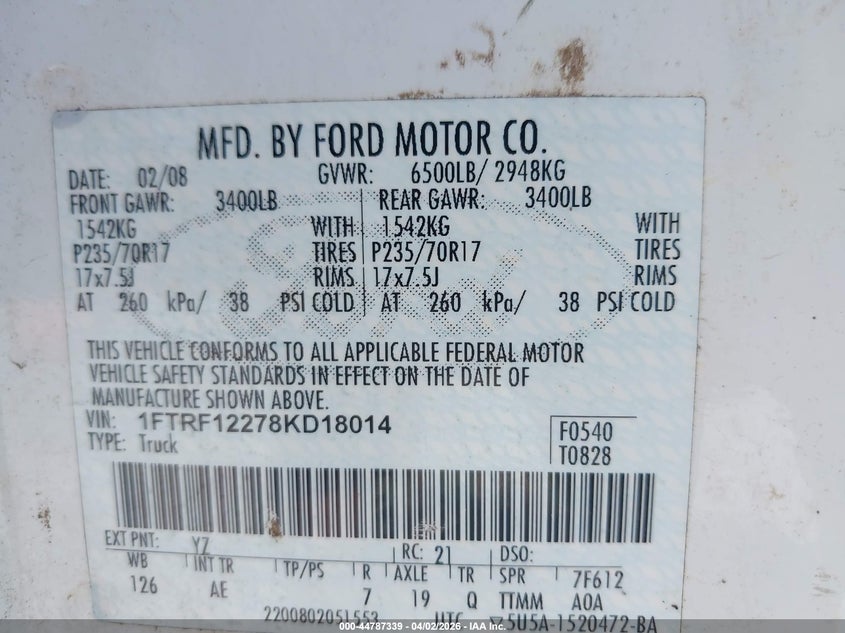 MFD. BY FORD MOTOR CO.
DATE: 02/08 GVWR: 6500LB/ 2948KG
FRONT GAWR: 3400LB REAR GAWR: 3400LB
1542KG WITH 1542KG WITH
P235/70R17 TIRES P235/70R17 TIRES
17x7.5J RIMS 17x7.5J RIMS
AT 260 kPa/ 38 PSI COLD AT 260 kPa/ 38 PSI COLD
THIS VEHICLE CONFORMS TO ALL APPLICABLE FEDERAL MOTOR
VEHICLE SAFETY STANDARDS IN EFFECT ON THE DATE OF
MANUFACTURE SHOWN ABOVE.
VIN: 1FTRF12278KD18014
TYPE: Truck
F0540
T0828
EXT PNT: YZ RC: 21 DSO:
WB INT TR TP/PS R AXLE TR SPR 7F612
126 AE 7 19 Q TTMM A0A
2200802051552 UTC 5U5A-1520472-BA
000-44787339 - 04/02/2026 - IAA, Inc.